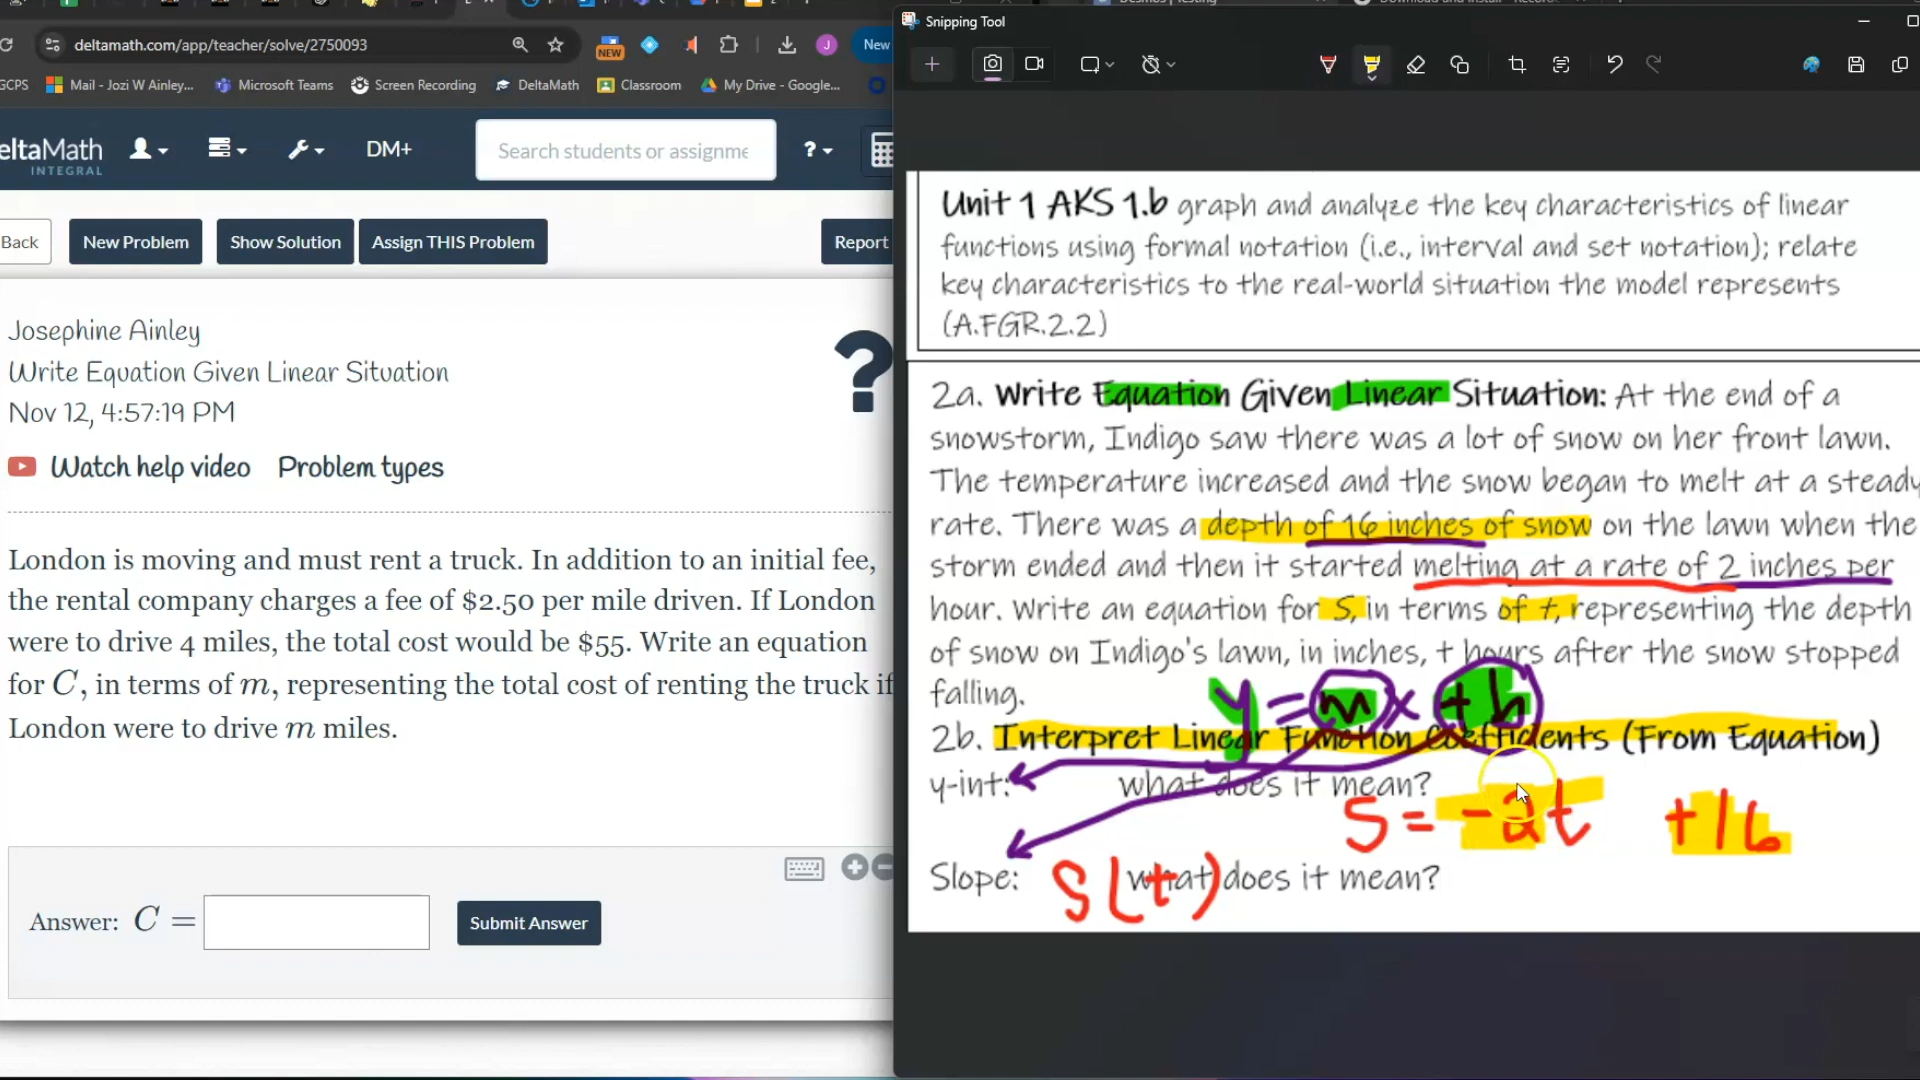 Snipping Tool
deltamath.com/app/teacher/solve/2750093
NEW
J
New
GCPS
Mail - Jozi W Ainley...
Microsoft Teams
Screen Recording
DeltaMath
Classroom
My Drive - Google...
eltaMath
INTEGRAL
DM+
Search students or assignme
?
Back
New Problem
Show Solution
Assign THIS Problem
Report
Josephine Ainley
Write Equation Given Linear Situation
Nov 12, 4:57:19 PM
?
Watch help video
Problem types
London is moving and must rent a truck. In addition to an initial fee,
the rental company charges a fee of $2.50 per mile driven. If London
were to drive 4 miles, the total cost would be $55. Write an equation
for C, in terms of m, representing the total cost of renting the truck if
London were to drive m miles.
Answer: C =
Submit Answer
Unit 1 AKS 1.b graph and analyze the key characteristics of linear
functions using formal notation (i.e., interval and set notation); relate
key characteristics to the real-world situation the model represents
(A.FGR.2.2)
2a. Write Equation Given Linear Situation: At the end of a
snowstorm, Indigo saw there was a lot of snow on her front lawn.
The temperature increased and the snow began to melt at a steady
rate. There was a depth of 16 inches of snow on the lawn when the
storm ended and then it started melting at a rate of 2 inches per
hour. Write an equation for S, in terms of t, representing the depth
of snow on Indigo's lawn, in inches, t hours after the snow stopped
falling.
y = mx + b
2b. Interpret Linear Function Coefficients (From Equation)
y-int: what does it mean?
S = -2t +16
Slope: what does it mean?
S(t)